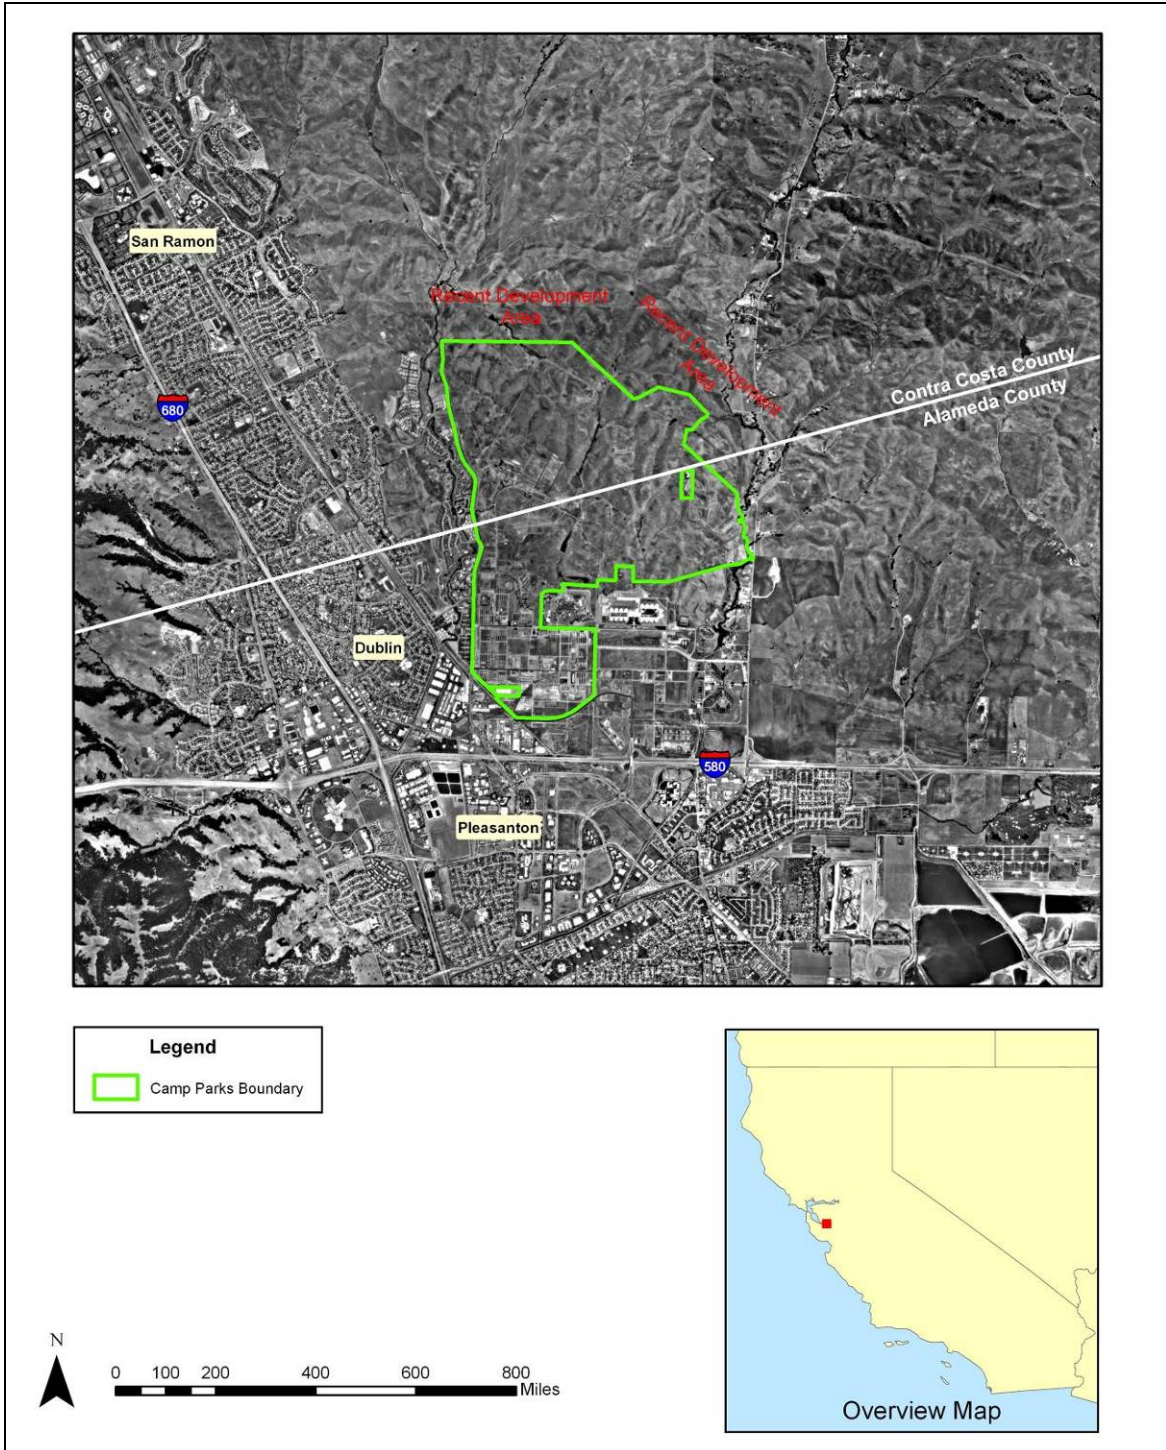 San Ramon
Recent Development
Area
Recent Development
Area
Contra Costa County
Alameda County
680
Dublin
580
Pleasanton
Legend
Camp Parks Boundary
N
0 100 200 400 600 800
Miles
Overview Map